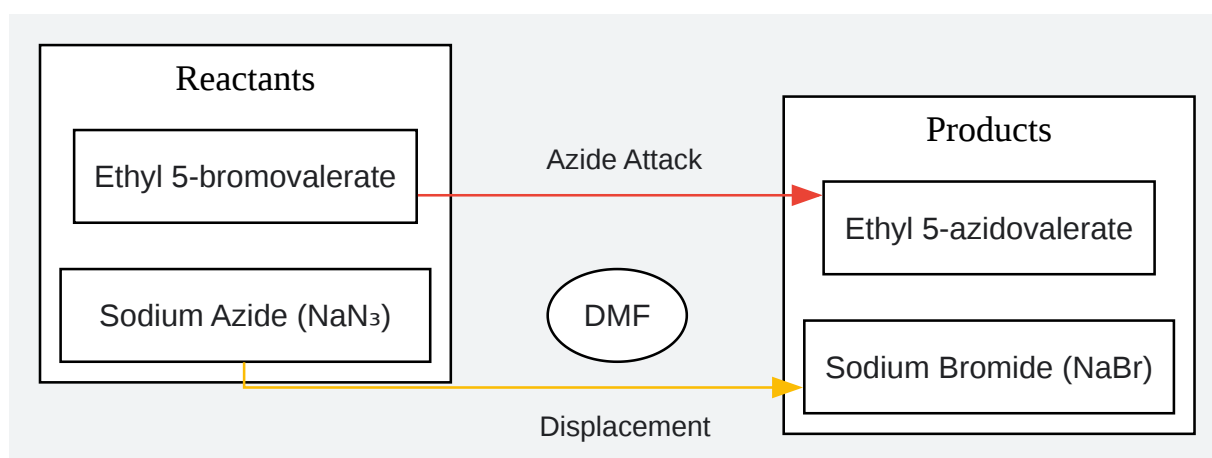 Reactants
Ethyl 5-bromovalerate
Sodium Azide (NaN₃)
Azide Attack
DMF
Displacement
Products
Ethyl 5-azidovalerate
Sodium Bromide (NaBr)